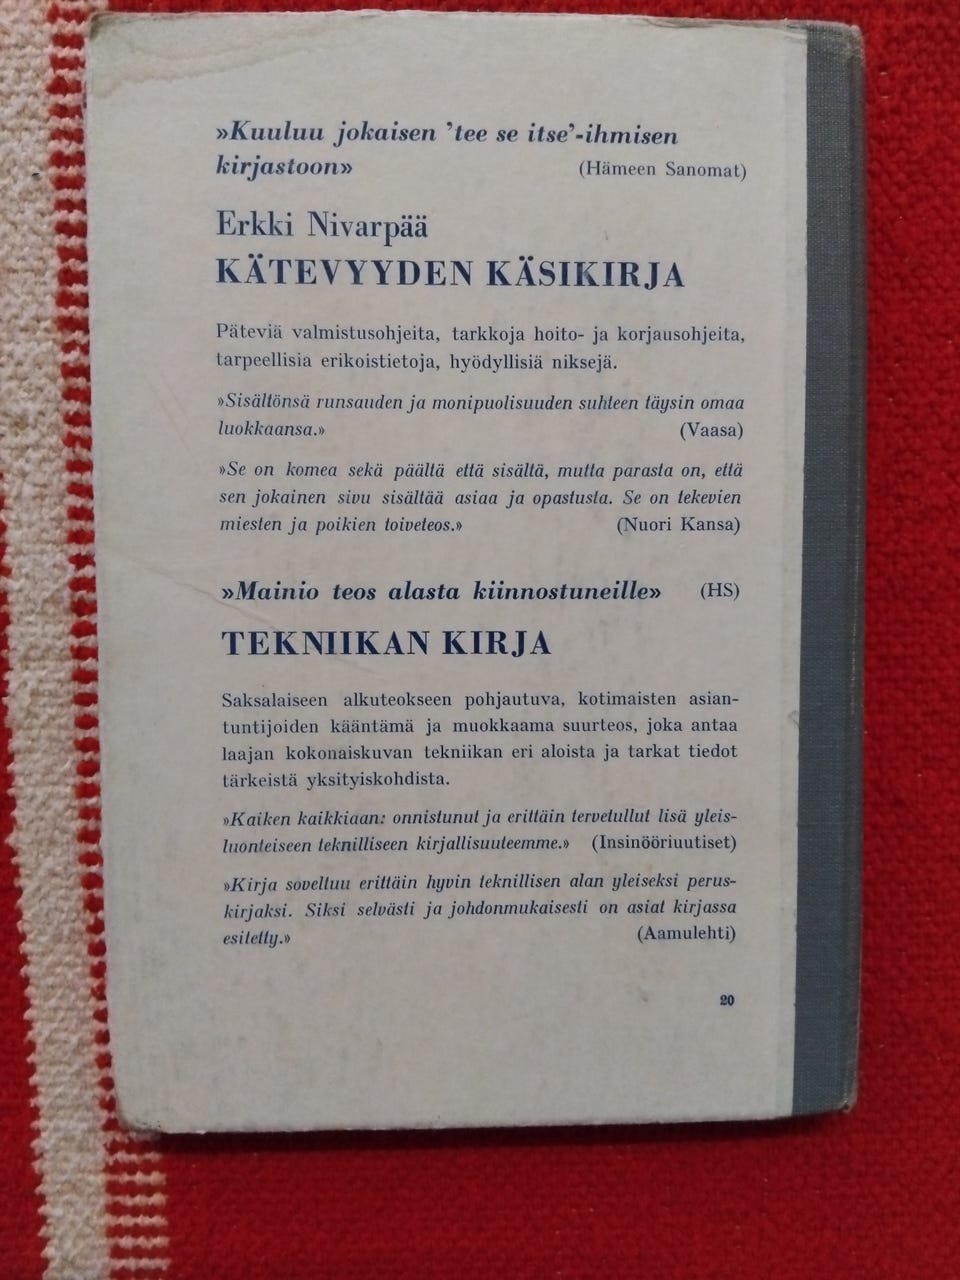 »Kuuluu jokaisen ’tee se itse’-ihmisen
kirjastoon» (Hämeen Sanomat)
Erkki Nivarpää
KÄTEVYYDEN KÄSIKIRJA
Päteviä valmistusohjeita, tarkkoja hoito- ja korjausohjeita,
tarpeellisia erikoistietoja, hyödyllisiä niksejä.
»Sisältönsä runsauden ja monipuolisuuden suhteen täysin omaa
luokkaansa.» (Vaasa)
»Se on komea sekä päältä että sisältä, mutta parasta on, että
sen jokainen sivu sisältää asiaa ja opastusta. Se on tekevien
miesten ja poikien toiveteos.» (Nuori Kansa)
»Mainio teos alasta kiinnostuneille» (HS)
TEKNIIKAN KIRJA
Saksalaiseen alkuteokseen pohjautuva, kotimaisten asian-
tuntijoiden kääntämä ja muokkaama suurteos, joka antaa
laajan kokonaiskuvan tekniikan eri aloista ja tarkat tiedot
tärkeistä yksityiskohdista.
»Kaiken kaikkiaan: onnistunut ja erittäin tervetullut lisä yleis-
luonteiseen teknilliseen kirjallisuuteemme.» (Insinööriuutiset)
»Kirja soveltuu erittäin hyvin teknillisen alan yleiseksi perus-
kirjaksi. Siksi selvästi ja johdonmukaisesti on asiat kirjassa
esitetty.» (Aamulehti)
20